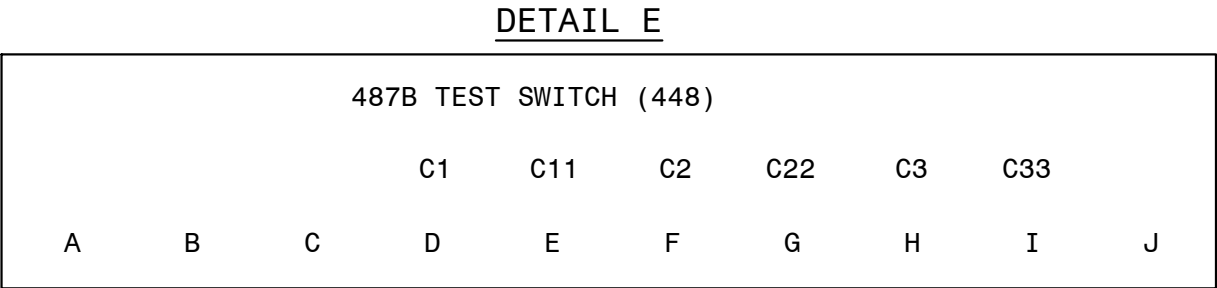 DETAIL E
487B TEST SWITCH (448)
C1 C11 C2 C22 C3 C33
A B C D E F G H I J